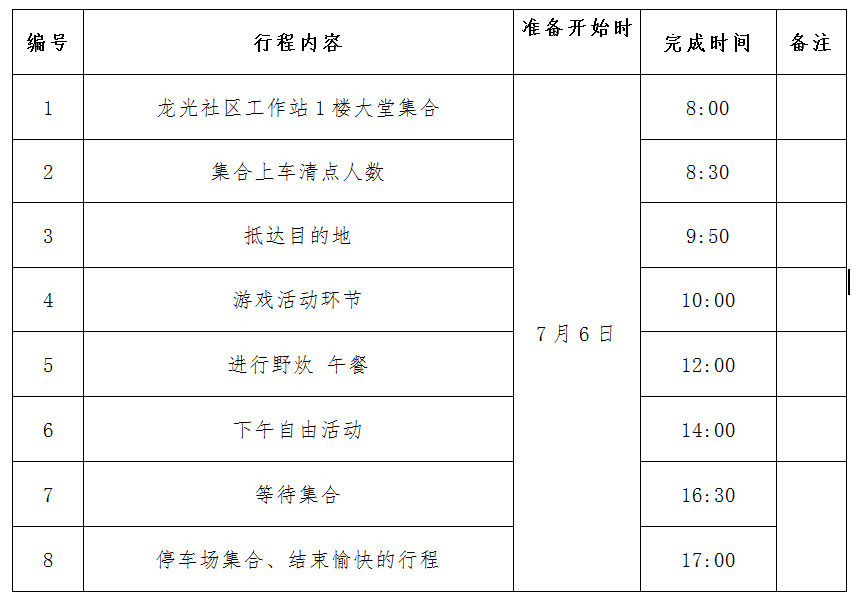 编号 行程内容 准备开始时 完成时间 备注
1 龙光社区工作站1楼大堂集合 8:00
2 集合上车清点人数 8:30
3 抵达目的地 9:50
4 游戏活动环节 10:00
7月6日
5 进行野炊 午餐 12:00
6 下午自由活动 14:00
7 等待集合 16:30
8 停车场集合、结束愉快的行程 17:00